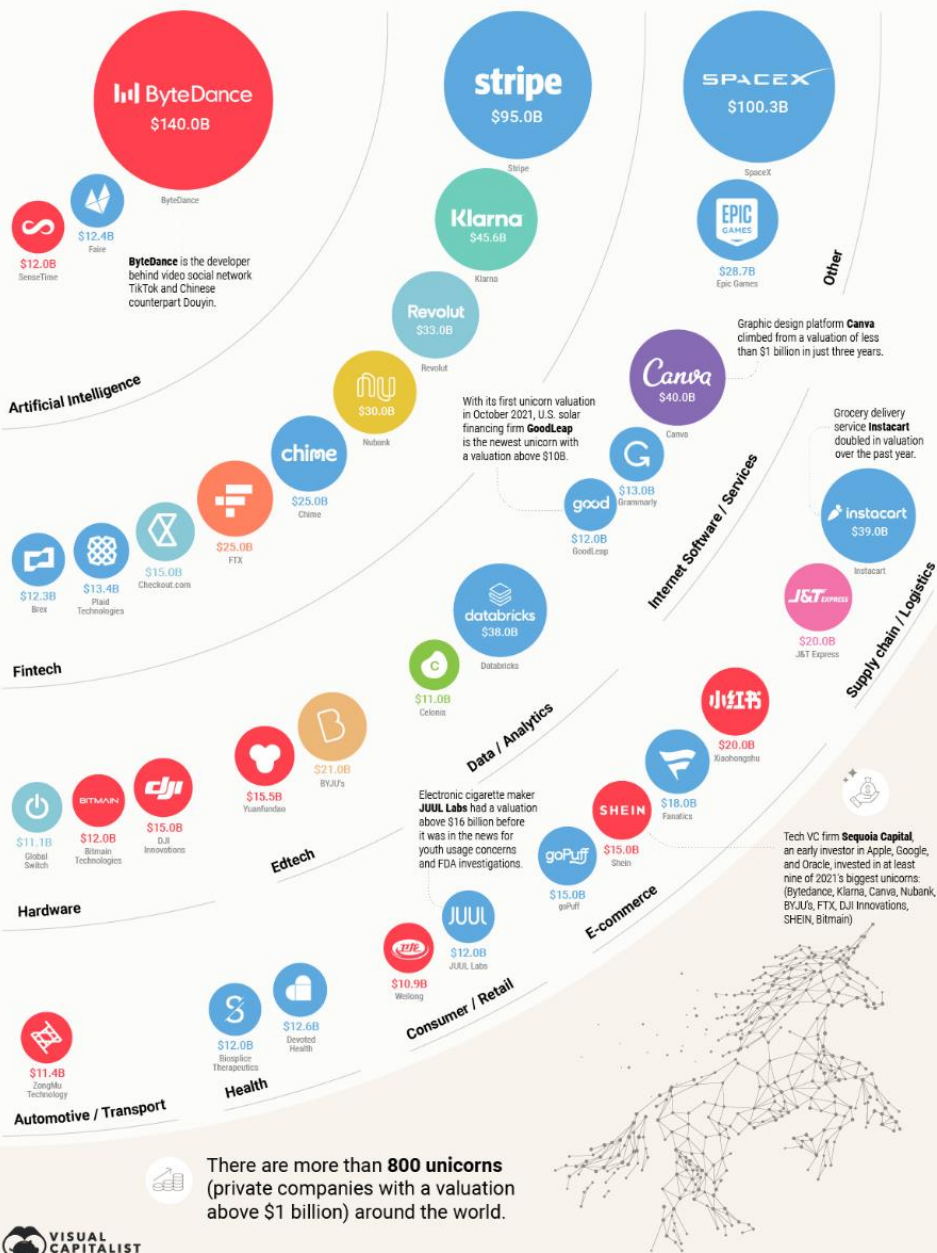 ByteDance
$140.0B
ByteDance
$12.4B
Faire
$12.0B
SenseTime
ByteDance is the developer
behind video social network
TikTok and Chinese
counterpart Douyin.
Artificial Intelligence
stripe
$95.0B
Stripe
Klarna
$45.6B
Klarna
Revolut
$33.0B
Revolut
nu
$30.0B
Nubank
chime
$25.0B
Chime
$25.0B
FTX
$15.0B
Checkout.com
$13.4B
Plaid
Technologies
$12.3B
Brex
Fintech
SPACEX
$100.3B
SpaceX
EPIC
GAMES
$28.7B
Epic Games
Other
Graphic design platform Canva
climbed from a valuation of less
than $1 billion in just three years.
Canva
$40.0B
Canva
With its first unicorn valuation
in October 2021, U.S. solar
financing firm GoodLeap
is the newest unicorn with
a valuation above $10B.
G
$13.0B
Grammarly
good
$12.0B
GoodLeap
Internet Software / Services
databricks
$38.0B
Databricks
C
$11.0B
Celonis
Data / Analytics
B
$21.0B
BYJU's
$15.5B
Yuanfundao
Edtech
dji
$15.0B
DJI
Innovations
BITMAIN
$12.0B
Bitmain
Technologies
$11.1B
Global
Switch
Hardware
Grocery delivery
service Instacart
doubled in valuation
over the past year.
instacart
$39.0B
Instacart
J&T EXPRESS
$20.0B
J&T Express
Supply chain / Logistics
小红书
$20.0B
Xiaohongshu
$18.0B
Fanatics
SHEIN
$15.0B
Shein
goPuff
$15.0B
goPuff
E-commerce
Electronic cigarette maker
JUUL Labs had a valuation
above $16 billion before
it was in the news for
youth usage concerns
and FDA investigations.
JUUL
$12.0B
JUUL Labs
$10.9B
Weilong
Consumer / Retail
$12.6B
Devoted
Health
$12.0B
Biosplice
Therapeutics
Health
$11.4B
ZongMu
Technology
Automotive / Transport
Tech VC firm Sequoia Capital,
an early investor in Apple, Google,
and Oracle, invested in at least
nine of 2021's biggest unicorns:
(Bytedance, Klarna, Canva, Nubank,
BYJU's, FTX, DJI Innovations,
SHEIN, Bitmain)
There are more than 800 unicorns
(private companies with a valuation
above $1 billion) around the world.
VISUAL
CAPITALIST